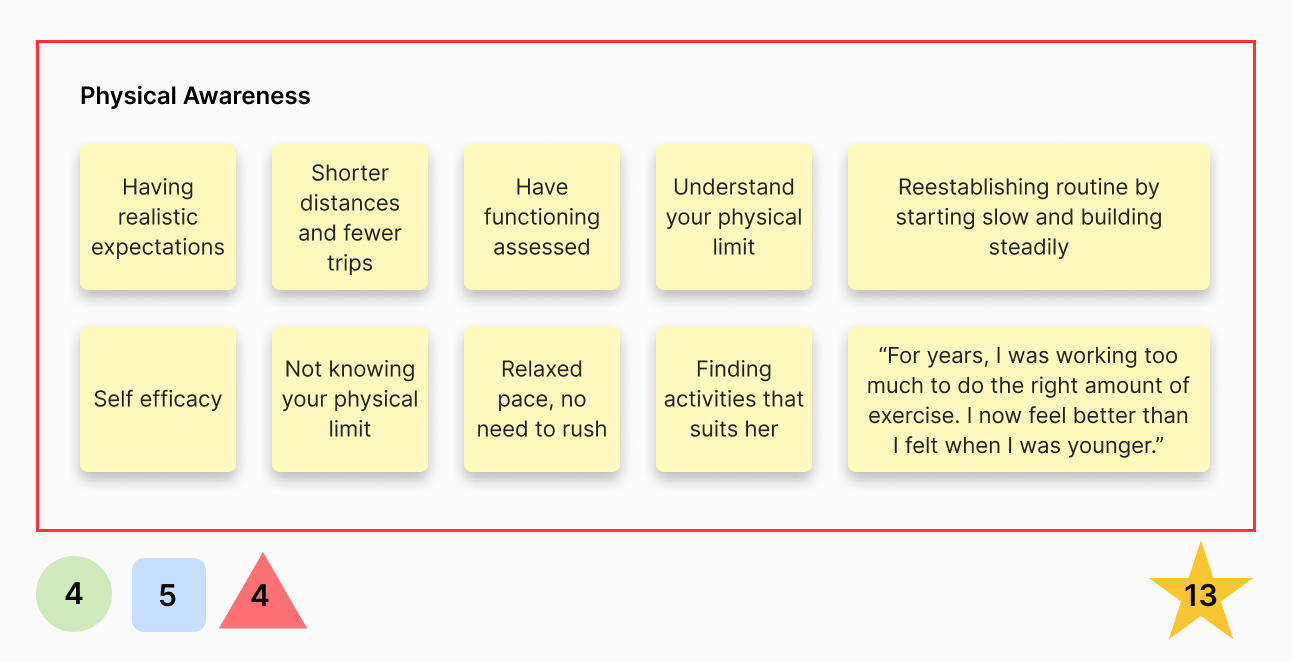 Physical Awareness
Having
realistic
expectations
Shorter
distances
and fewer
trips
Have
functioning
assessed
Understand
your physical
limit
Reestablishing routine by
starting slow and building
steadily
Self efficacy
Not knowing
your physical
limit
Relaxed
pace, no
need to rush
Finding
activities that
suits her
“For years, I was working too
much to do the right amount of
exercise. I now feel better than
I felt when I was younger.”
4
5
4
13